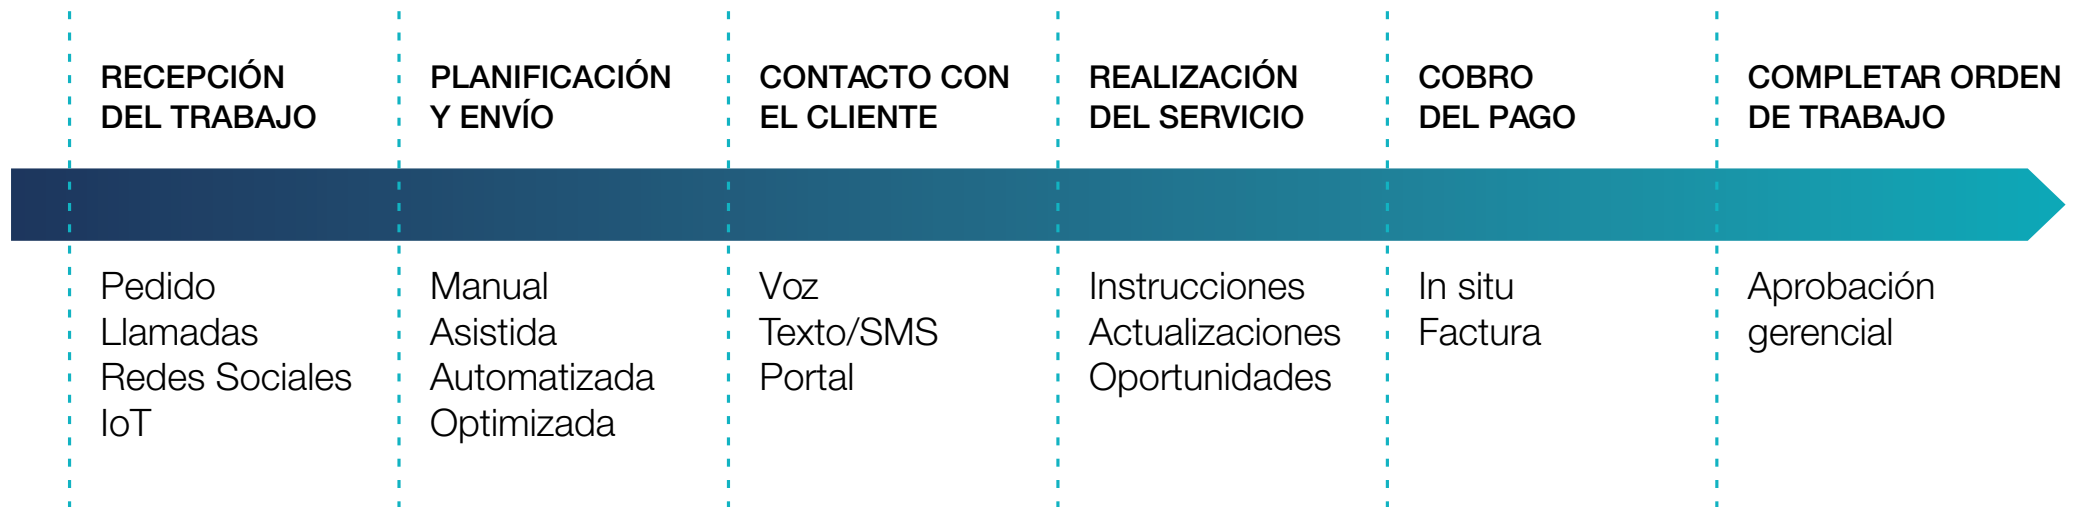 RECEPCIÓN
DEL TRABAJO
PLANIFICACIÓN
Y ENVÍO
CONTACTO CON
EL CLIENTE
REALIZACIÓN
DEL SERVICIO
COBRO
DEL PAGO
COMPLETAR ORDEN
DE TRABAJO
Pedido
Llamadas
Redes Sociales
IoT
Manual
Asistida
Automatizada
Optimizada
Voz
Texto/SMS
Portal
Instrucciones
Actualizaciones
Oportunidades
In situ
Factura
Aprobación
gerencial